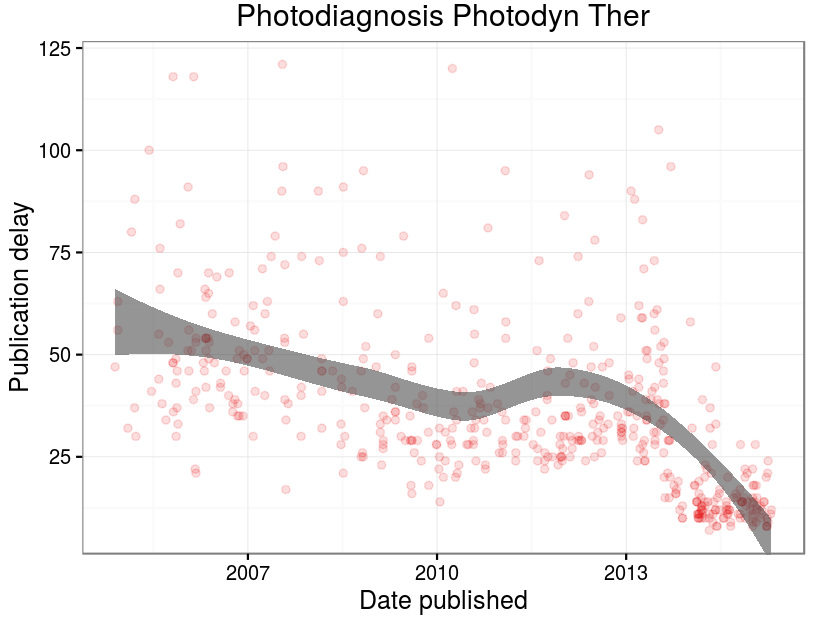 Photodiagnosis Photodyn Ther
Publication delay
125
100
75
50
25
2007 2010 2013
Date published